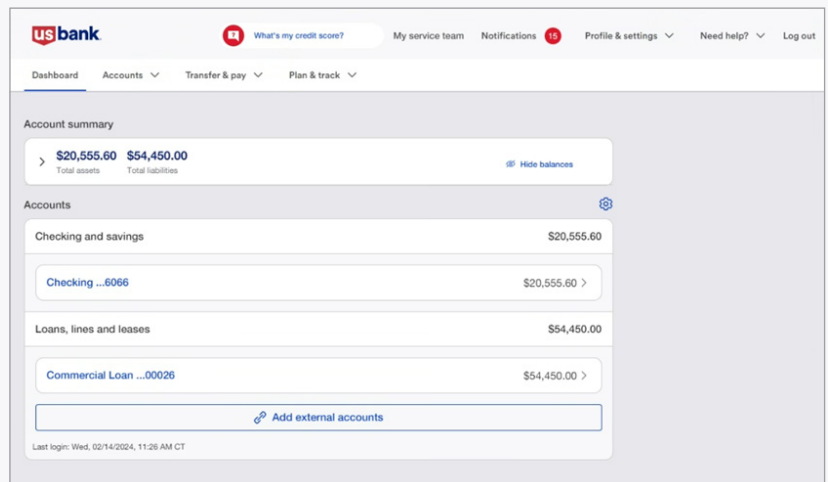 usbank
What's my credit score?
My service team
Notifications 15
Profile & settings
Need help?
Log out
Dashboard
Accounts
Transfer & pay
Plan & track
Account summary
$20,555.60 $54,450.00
Total assets Total liabilities
Hide balances
Accounts
Checking and savings $20,555.60
Checking ...6066 $20,555.60
Loans, lines and leases $54,450.00
Commercial Loan ...00026 $54,450.00
Add external accounts
Last login: Wed, 02/14/2024, 11:26 AM CT